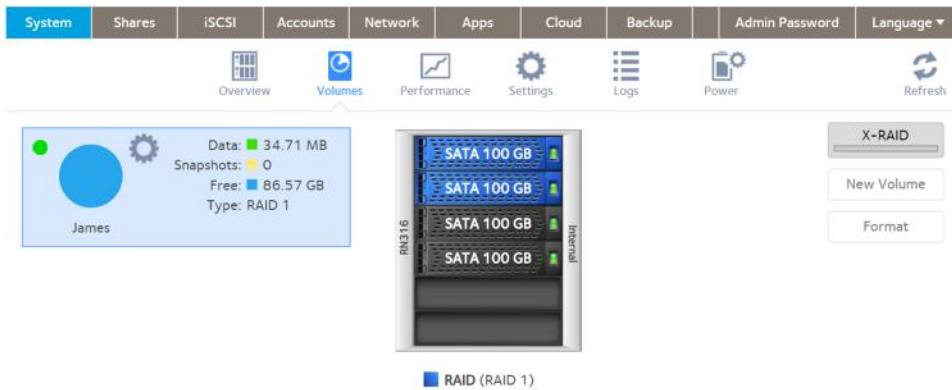 System Shares iSCSI Accounts Network Apps Cloud Backup Admin Password Language
Overview Volumes Performance Settings Logs Power Refresh
Data: 34.71 MB
Snapshots: 0
Free: 86.57 GB
Type: RAID 1
James
SATA 100 GB
SATA 100 GB
SATA 100 GB
SATA 100 GB
RN316
Internal
RAID (RAID 1)
X-RAID
New Volume
Format